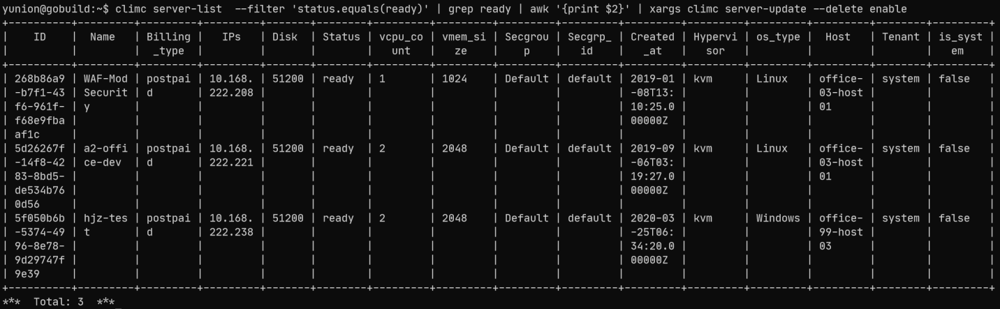 yunion@gobuild:~$ climc server-list  --filter 'status.equals(ready)' | grep ready | awk '{print $2}' | xargs climc server-update --delete enable
+----------+---------+---------+---------+-------+--------+---------+---------+---------+---------+---------+---------+---------+---------+--------+---------+
|    ID    |  Name   | Billing |   IPs   | Disk  | Status | vcpu_co | vmem_si | Secgrou | Secgrp_ | Created | Hypervi | os_type |  Host   | Tenant | is_syst |
|          |         |  _type  |         |       |        |   unt   |   ze    |    p    |   id    |   _at   |   sor   |         |         |        |   em    |
+----------+---------+---------+---------+-------+--------+---------+---------+---------+---------+---------+---------+---------+---------+--------+---------+
| 268b86a9 | WAF-Mod | postpai | 10.168. | 51200 | ready  | 1       | 1024    | Default | default | 2019-01 | kvm     | Linux   | office- | system | false   |
| -b7f1-43 | Securit | d       | 222.208 |       |        |         |         |         |         | -08T13: |         |         | 03-host |        |         |
| f6-961f- | y       |         |         |       |        |         |         |         |         | 10:25.0 |         |         | 01      |        |         |
| f68e9fba |         |         |         |       |        |         |         |         |         | 00000Z  |         |         |         |        |         |
| af1c     |         |         |         |       |        |         |         |         |         |         |         |         |         |        |         |
| 5d26267f | a2-offi | postpai | 10.168. | 51200 | ready  | 2       | 2048    | Default | default | 2019-09 | kvm     | Linux   | office- | system | false   |
| -14f8-42 | ce-dev  | d       | 222.221 |       |        |         |         |         |         | -06T03: |         |         | 03-host |        |         |
| 83-8bd5- |         |         |         |       |        |         |         |         |         | 19:27.0 |         |         | 01      |        |         |
| de534b76 |         |         |         |       |        |         |         |         |         | 00000Z  |         |         |         |        |         |
| 0d56     |         |         |         |       |        |         |         |         |         |         |         |         |         |        |         |
| 5f050b6b | hjz-tes | postpai | 10.168. | 51200 | ready  | 2       | 2048    | Default | default | 2020-03 | kvm     | Windows | office- | system | false   |
| -5374-49 | t       | d       | 222.238 |       |        |         |         |         |         | -25T06: |         |         | 99-host |        |         |
| 96-8e78- |         |         |         |       |        |         |         |         |         | 34:20.0 |         |         | 03      |        |         |
| 9d29747f |         |         |         |       |        |         |         |         |         | 00000Z  |         |         |         |        |         |
| 9e39     |         |         |         |       |        |         |         |         |         |         |         |         |         |        |         |
+----------+---------+---------+---------+-------+--------+---------+---------+---------+---------+---------+---------+---------+---------+--------+---------+
***  Total: 3  ***